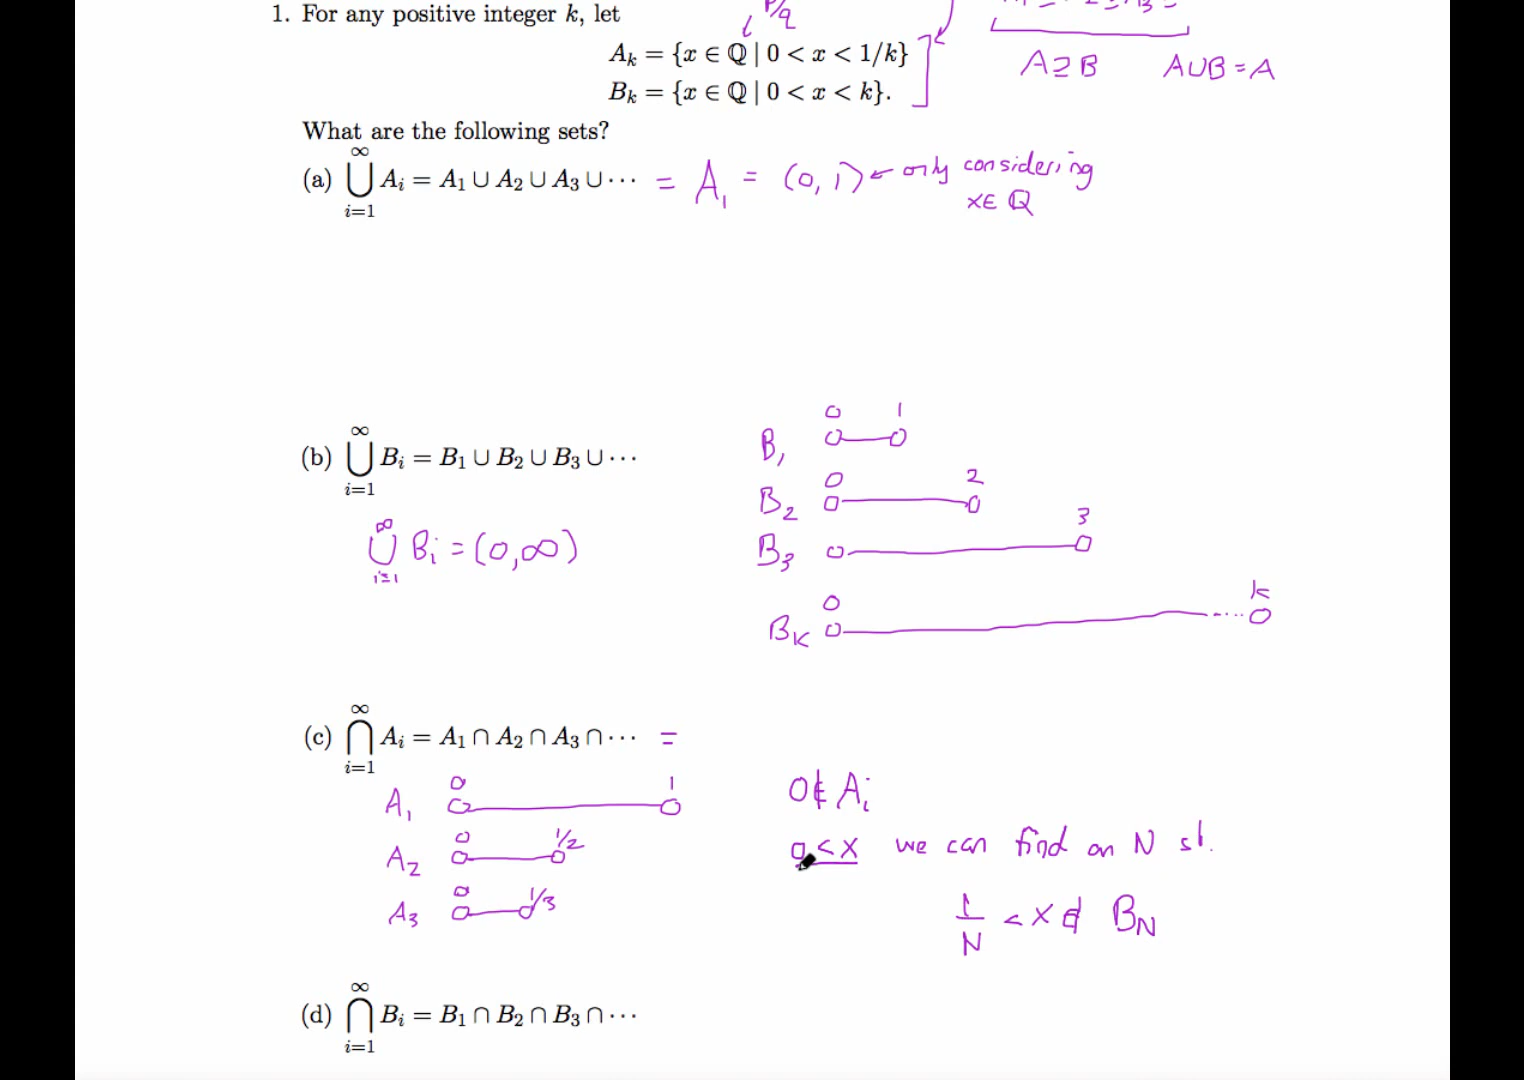 1. For any positive integer k, let
P/q
A_k = {x ∈ ℚ | 0 < x < 1/k}
B_k = {x ∈ ℚ | 0 < x < k}.
A⊇B A∪B = A
What are the following sets?
(a) ⋃_{i=1}^{∞} A_i = A_1 ∪ A_2 ∪ A_3 ∪ ⋯ = A_1 = (0, 1) ← only considering
x∈ ℚ
0 1
B_1
(b) ⋃_{i=1}^{∞} B_i = B_1 ∪ B_2 ∪ B_3 ∪ ⋯
0 2
B_2
3
⋃_{i=1}^{∞} B_i = (0, ∞)
B_3
0 k
B_k
(c) ⋂_{i=1}^{∞} A_i = A_1 ∩ A_2 ∩ A_3 ∩ ⋯ =
0 1
A_1
0 1/2
A_2
0 1/3
A_3
0∉ A_i
0 < x we can find an N st.
1/N < x ∉ B_N
(d) ⋂_{i=1}^{∞} B_i = B_1 ∩ B_2 ∩ B_3 ∩ ⋯